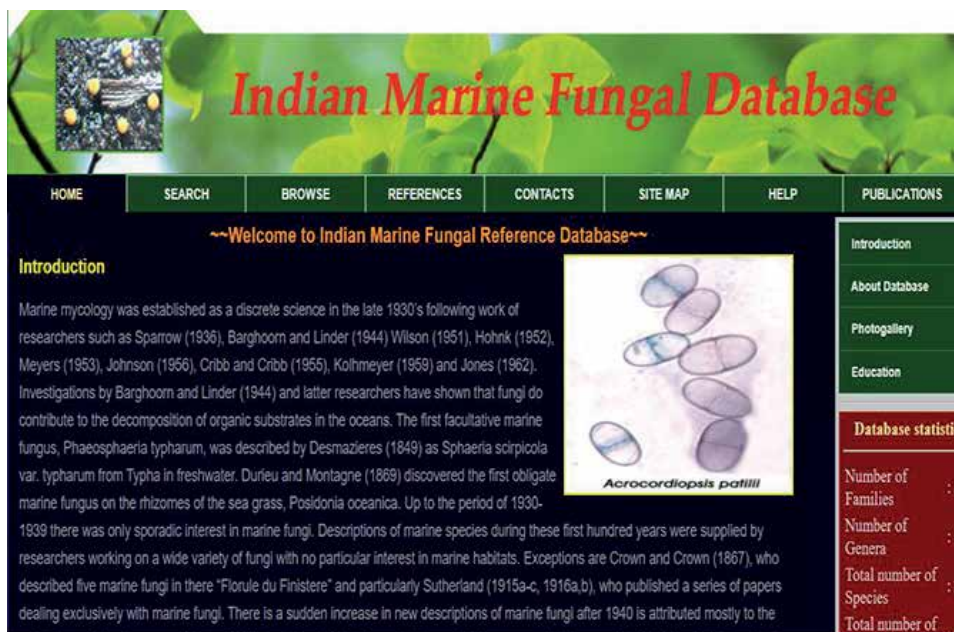 Indian Marine Fungal Database
HOME SEARCH BROWSE REFERENCES CONTACTS SITE MAP HELP PUBLICATIONS
~~Welcome to Indian Marine Fungal Reference Database~~
Introduction
Marine mycology was established as a discrete science in the late 1930's following work of
researchers such as Sparrow (1936), Barghoorn and Linder (1944) Wilson (1951), Hohnk (1952),
Meyers (1953), Johnson (1956), Cribb and Cribb (1955), Kolhmeyer (1959) and Jones (1962).
Investigations by Barghoorn and Linder (1944) and latter researchers have shown that fungi do
contribute to the decomposition of organic substrates in the oceans. The first facultative marine
fungus, Phaeosphaeria typharum, was described by Desmazieres (1849) as Sphaeria scirpicola
var. typharum from Typha in freshwater. Durieu and Montagne (1869) discovered the first obligate
marine fungus on the rhizomes of the sea grass, Posidonia oceanica. Up to the period of 1930-
1939 there was only sporadic interest in marine fungi. Descriptions of marine species during these first hundred years were supplied by
researchers working on a wide variety of fungi with no particular interest in marine habitats. Exceptions are Crown and Crown (1867), who
described five marine fungi in there "Florule du Finistere" and particularly Sutherland (1915a-c, 1916a,b), who published a series of papers
dealing exclusively with marine fungi. There is a sudden increase in new descriptions of marine fungi after 1940 is attributed mostly to the
Acrocordiopsis patilii
Introduction
About Database
Photogallery
Education
Database statisti
Number of
Families :
Number of
Genera :
Total number of
Species :
Total number of